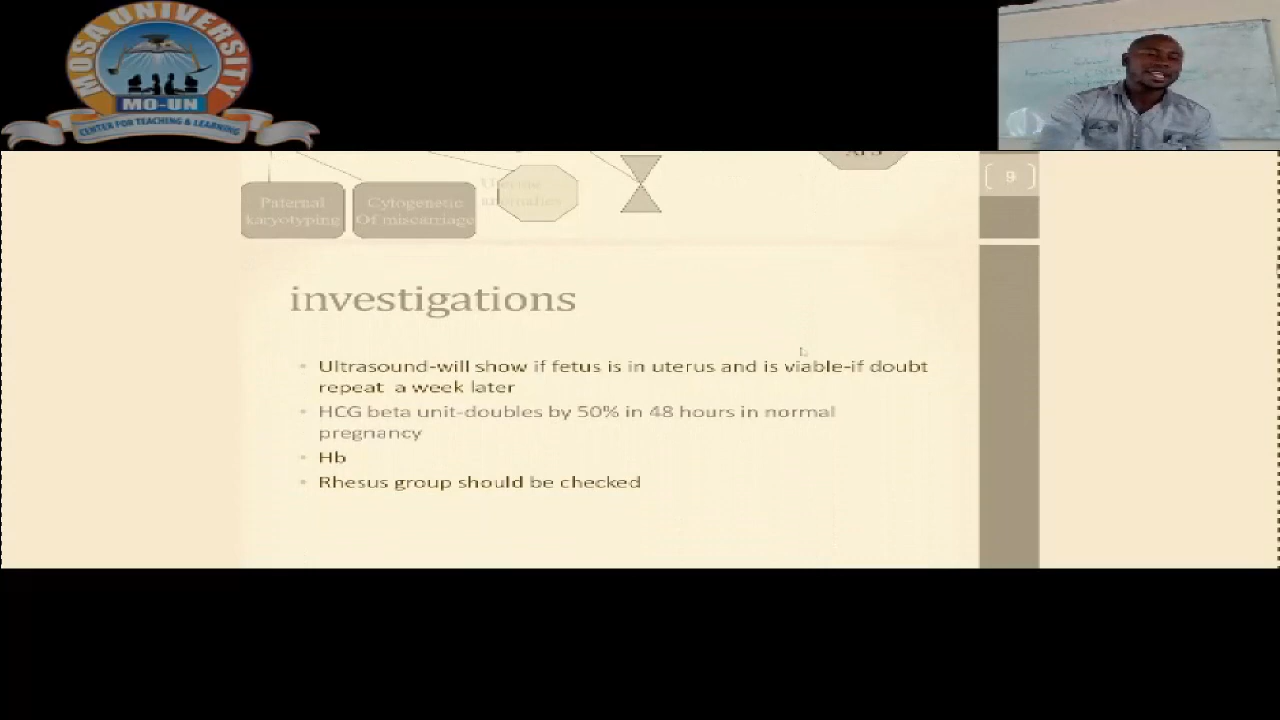 MOSA UNIVERSITY
MO-UN
CENTER FOR TEACHING & LEARNING
9
Paternal
karyotyping
Cytogenetic
Of miscarriage
Uterine
anomalies
investigations
Ultrasound-will show if fetus is in uterus and is viable-if doubt
repeat a week later
HCG beta unit-doubles by 50% in 48 hours in normal
pregnancy
Hb
Rhesus group should be checked